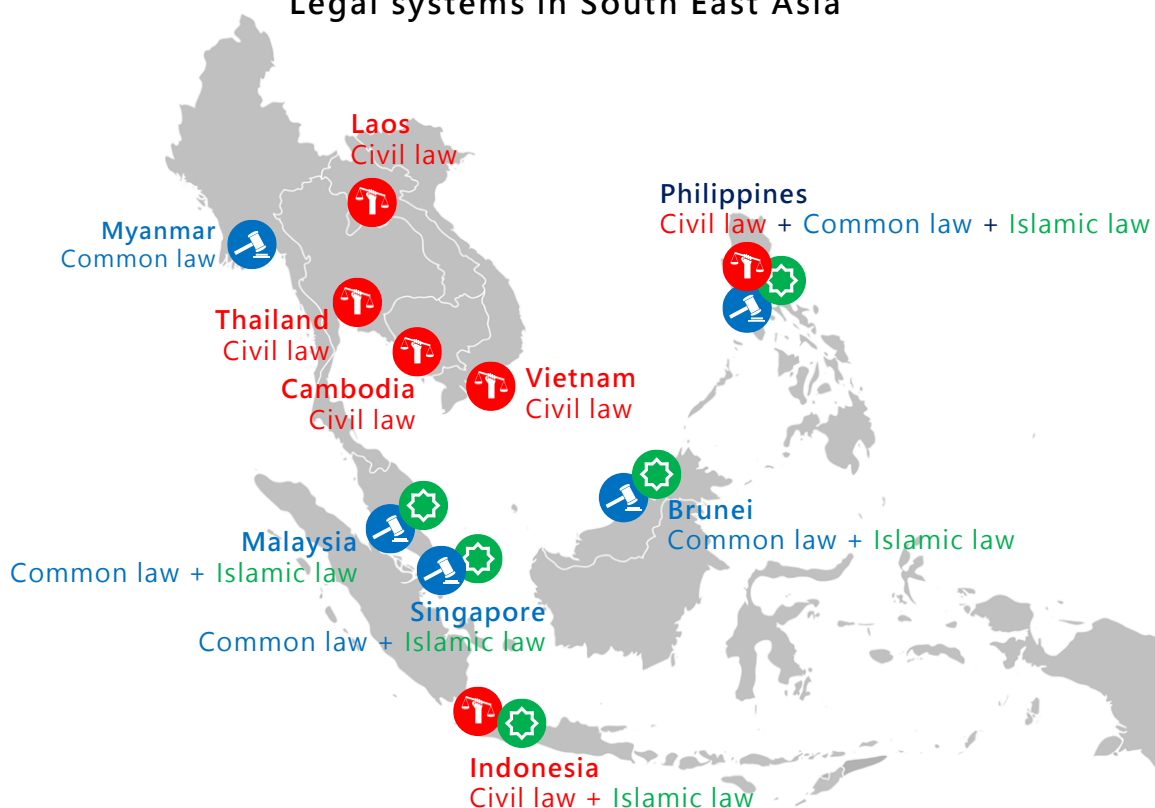 Legal systems in South East Asia
Laos
Civil law
Philippines
Civil law + Common law + Islamic law
Myanmar
Common law
Thailand
Civil law
Cambodia
Civil law
Vietnam
Civil law
Brunei
Common law + Islamic law
Malaysia
Common law + Islamic law
Singapore
Common law + Islamic law
Indonesia
Civil law + Islamic law